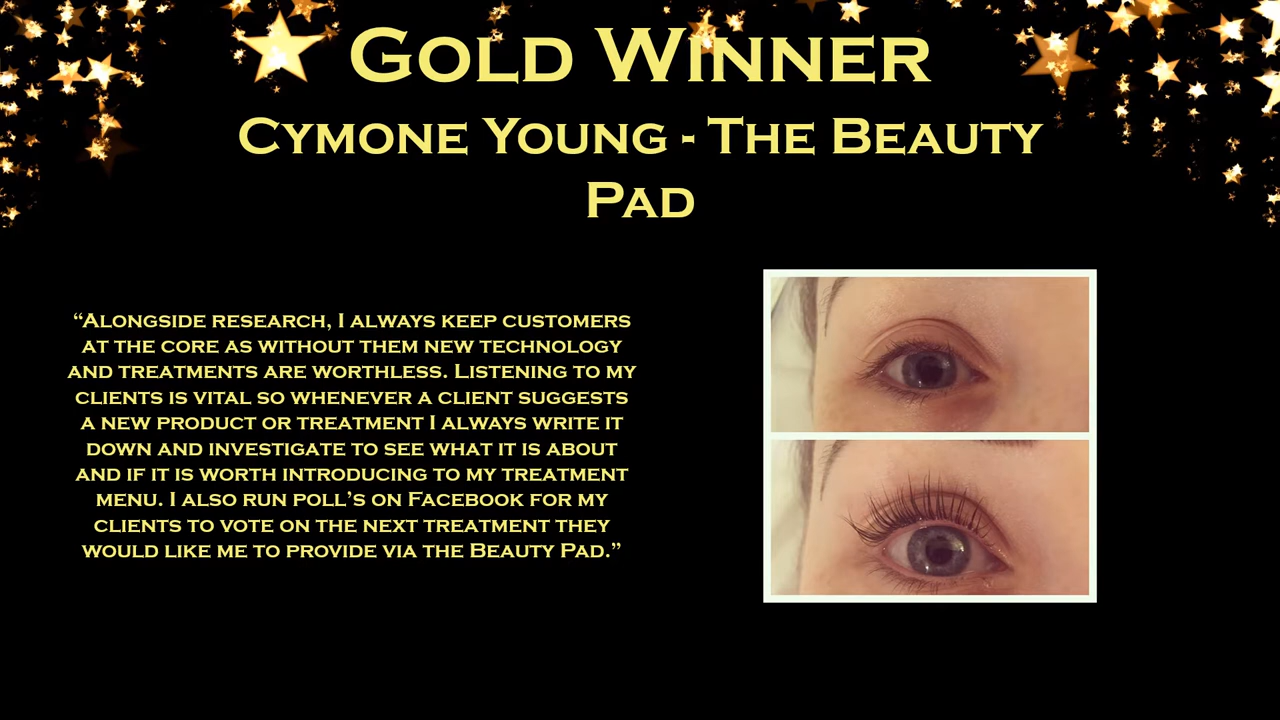 Gold Winner
Cymone Young - The Beauty
Pad
“Alongside research, I always keep customers
at the core as without them new technology
and treatments are worthless. Listening to my
clients is vital so whenever a client suggests
a new product or treatment I always write it
down and investigate to see what it is about
and if it is worth introducing to my treatment
menu. I also run poll’s on Facebook for my
clients to vote on the next treatment they
would like me to provide via the Beauty Pad.”